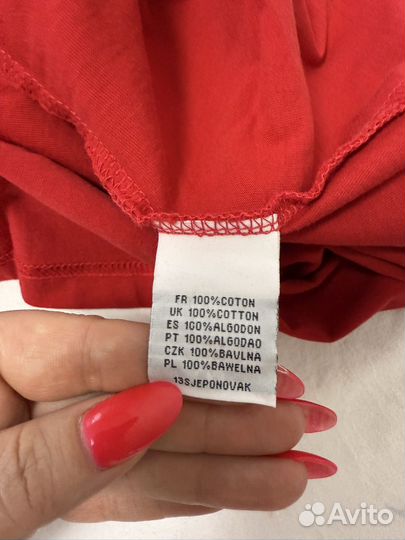 FR 100%COTON
UK 100%COTTON
ES 100%ALGODON
PT 100%ALGODAO
CZK 100%BAVLNA
PL 100%BAWELNA
13SJEPONOVAK
Avito